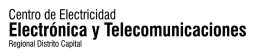 Centro de Electricidad
Electrónica y Telecomunicaciones
Regional Distrito Capital